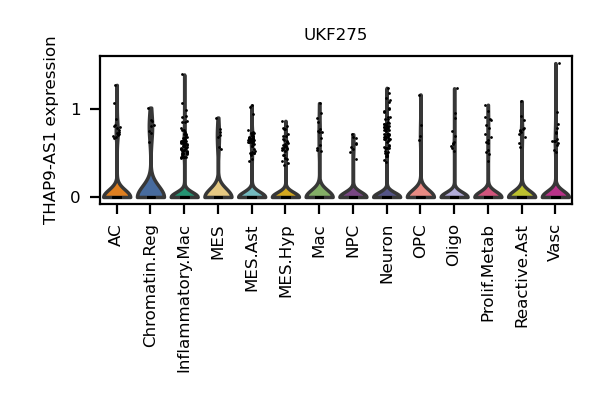 UKF275
THAP9-AS1 expression
1
0
AC
Chromatin.Reg
Inflammatory.Mac
MES
MES.Ast
MES.Hyp
Mac
NPC
Neuron
OPC
Oligo
Prolif.Metab
Reactive.Ast
Vasc